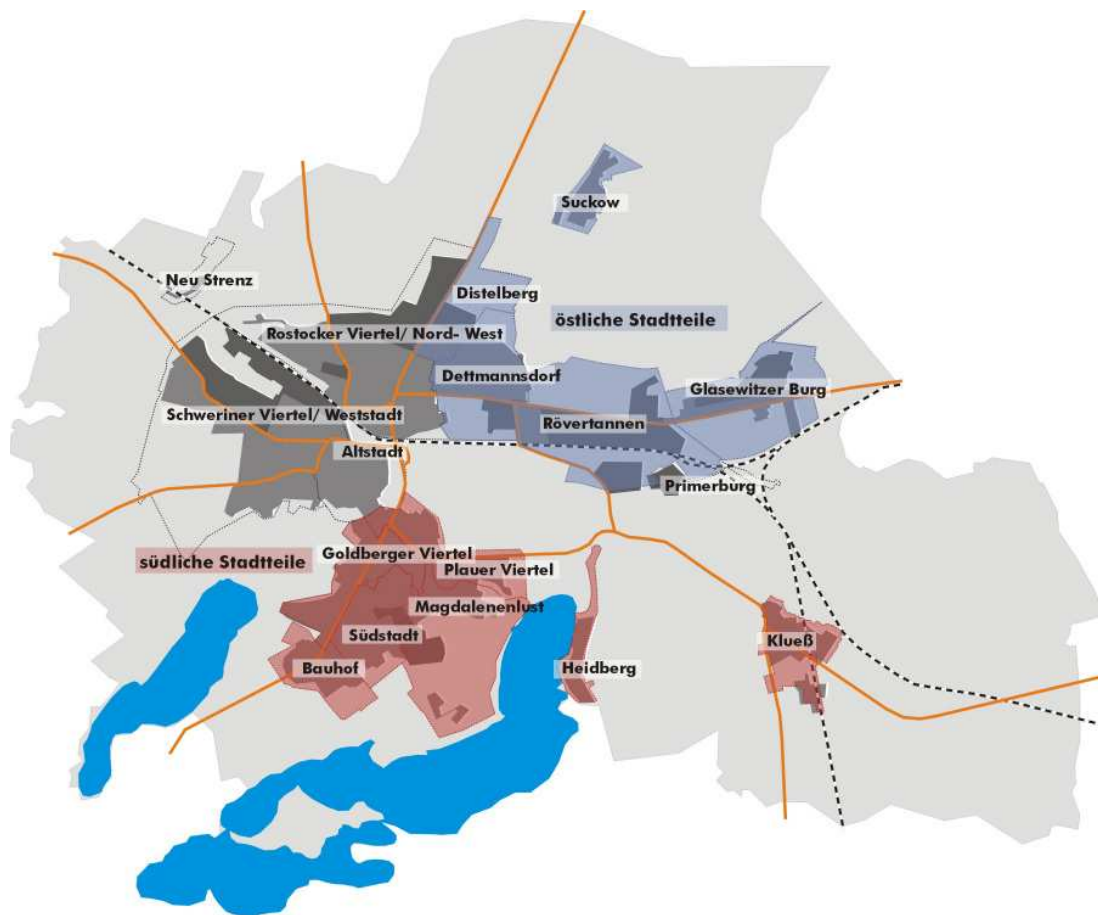 Suckow
Neu Strenz
Distelberg
östliche Stadtteile
Rostocker Viertel/ Nord- West
Dettmannsdorf
Glasewitzer Burg
Schweriner Viertel/ Weststadt
Rövertannen
Altstadt
Primerburg
Goldberger Viertel
südliche Stadtteile
Plauer Viertel
Magdalenenlust
Südstadt
Klueß
Bauhof
Heidberg